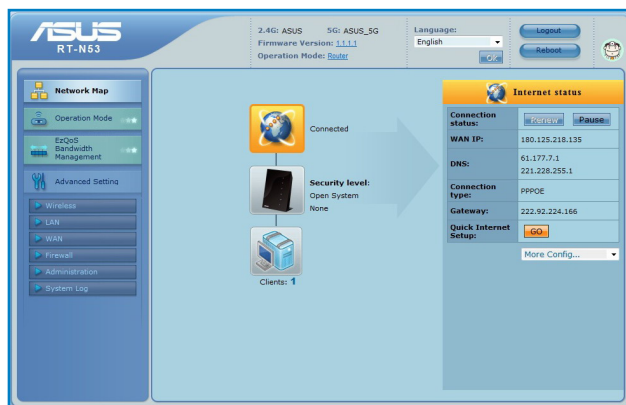 ASUS
RT-N53
2.4G: ASUS 5G: ASUS_5G
Firmware Version: 1.1.1.1
Operation Mode: Router
Language:
English
OK
Logout
Reboot
Network Map
Operation Mode
EzQoS
Bandwidth
Management
Advanced Setting
Wireless
LAN
WAN
Firewall
Administration
System Log
Connected
Security level:
Open System
None
Clients: 1
Internet status
Connection status: Renew Pause
WAN IP: 180.125.218.135
DNS: 61.177.7.1
221.228.255.1
Connection type: PPPOE
Gateway: 222.92.224.166
Quick Internet Setup: GO
More Config...